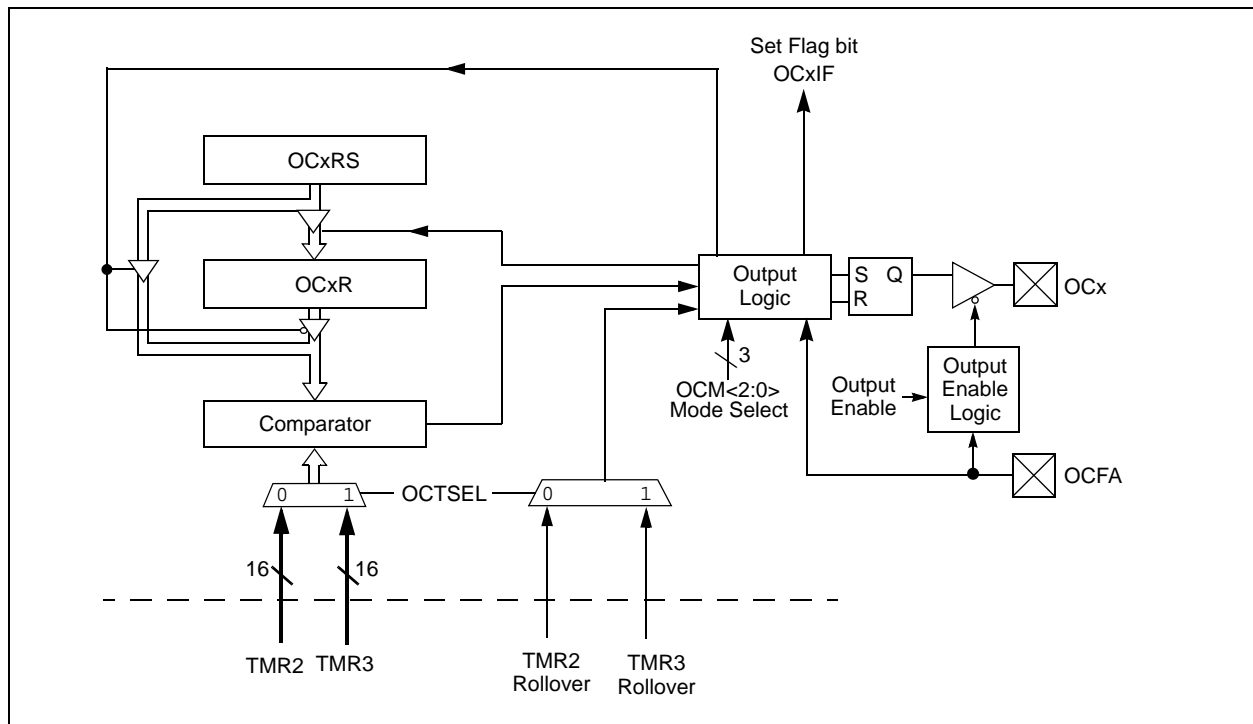 Set Flag bit
OCxIF
OCxRS
OCxR
Output
Logic
S Q
R
OCx
3
OCM<2:0>
Mode Select
Output
Enable
Output
Enable
Logic
Comparator
OCFA
0 1
OCTSEL
0 1
16
16
TMR2
TMR3
TMR2
Rollover
TMR3
Rollover